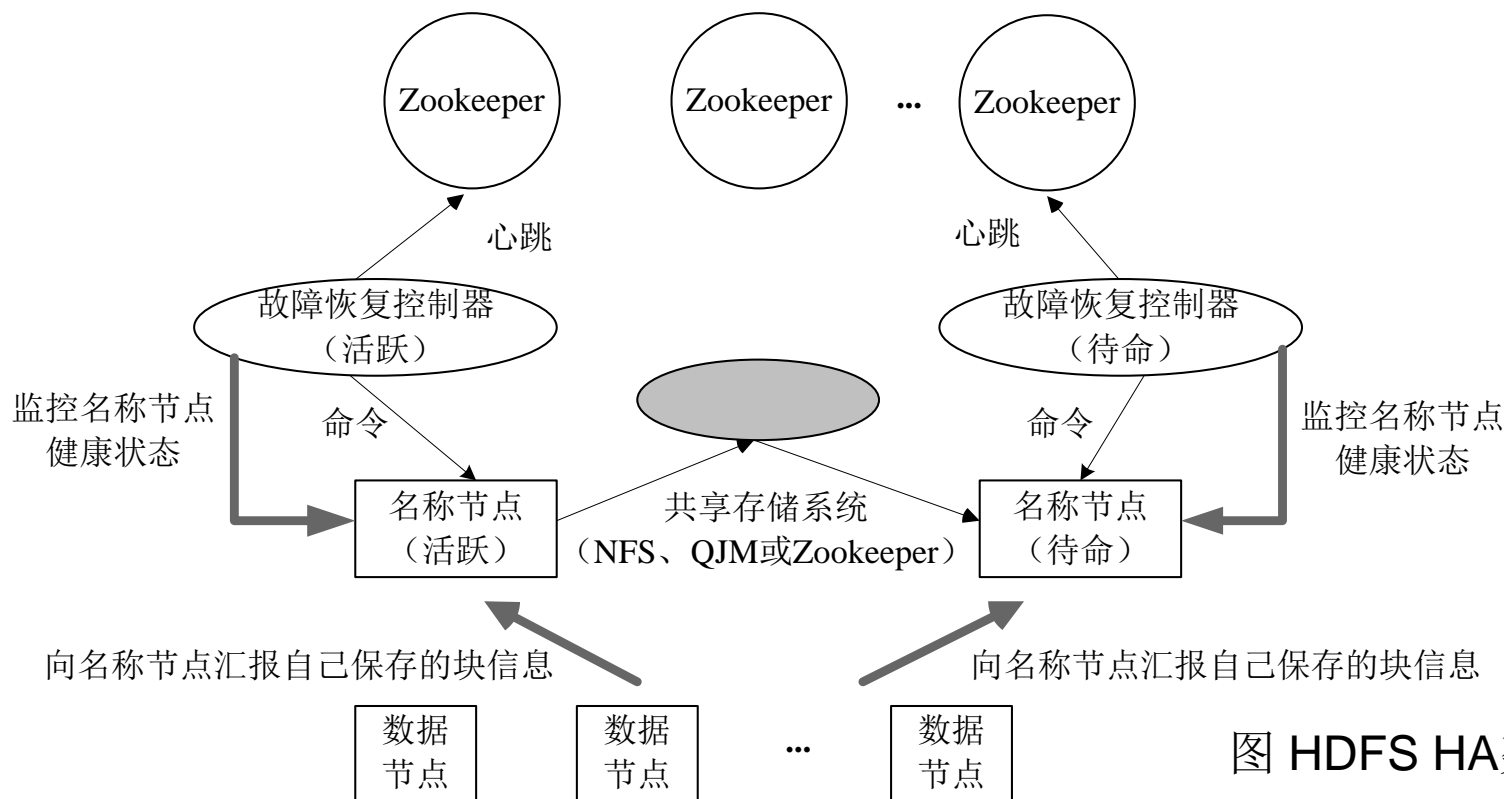 Zookeeper
Zookeeper
...
Zookeeper
心跳
心跳
故障恢复控制器
（活跃）
故障恢复控制器
（待命）
监控名称节点
健康状态
命令
命令
监控名称节点
健康状态
名称节点
（活跃）
共享存储系统
（NFS、QJM或Zookeeper）
名称节点
（待命）
向名称节点汇报自己保存的块信息
向名称节点汇报自己保存的块信息
数据
节点
数据
节点
...
数据
节点
图 HDFS HA